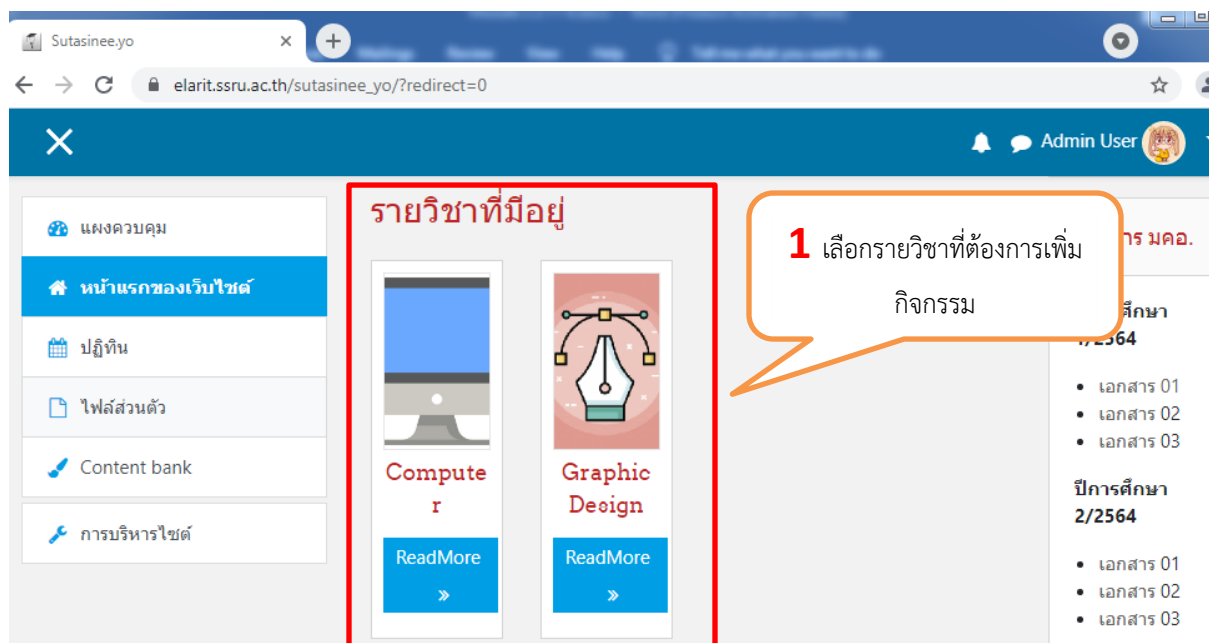 Sutasinee.yo
elarit.ssru.ac.th/sutasinee_yo/?redirect=0
Admin User
แผงควบคุม
หน้าแรกของเว็บไซต์
ปฏิทิน
ไฟล์ส่วนตัว
Content bank
การบริหารไซต์
รายวิชาที่มีอยู่
Compute
r
ReadMore
»
Graphic
Design
ReadMore
»
1 เลือกรายวิชาที่ต้องการเพิ่ม
กิจกรรม
มคอ.
ศึกษา
1/2564
เอกสาร 01
เอกสาร 02
เอกสาร 03
ปีการศึกษา
2/2564
เอกสาร 01
เอกสาร 02
เอกสาร 03